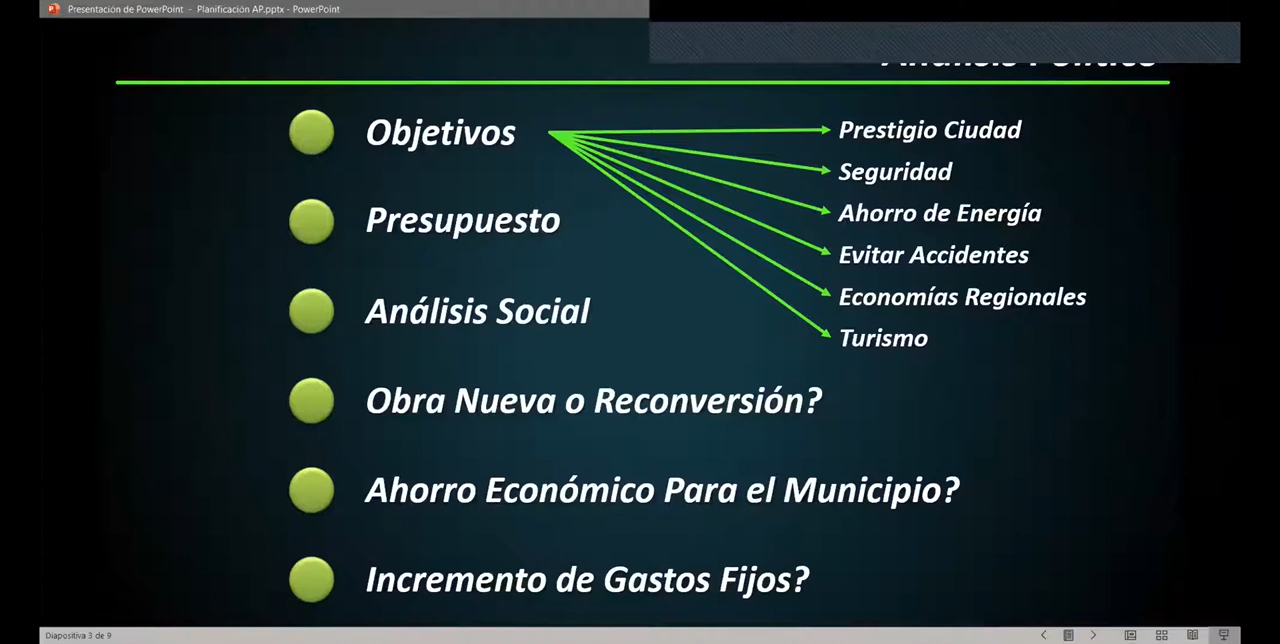 Presentación de PowerPoint - Planificación AP.pptx - PowerPoint
Objetivos
Prestigio Ciudad
Seguridad
Ahorro de Energía
Evitar Accidentes
Economías Regionales
Turismo
Presupuesto
Análisis Social
Obra Nueva o Reconversión?
Ahorro Económico Para el Municipio?
Incremento de Gastos Fijos?
Diapositiva 3 de 9